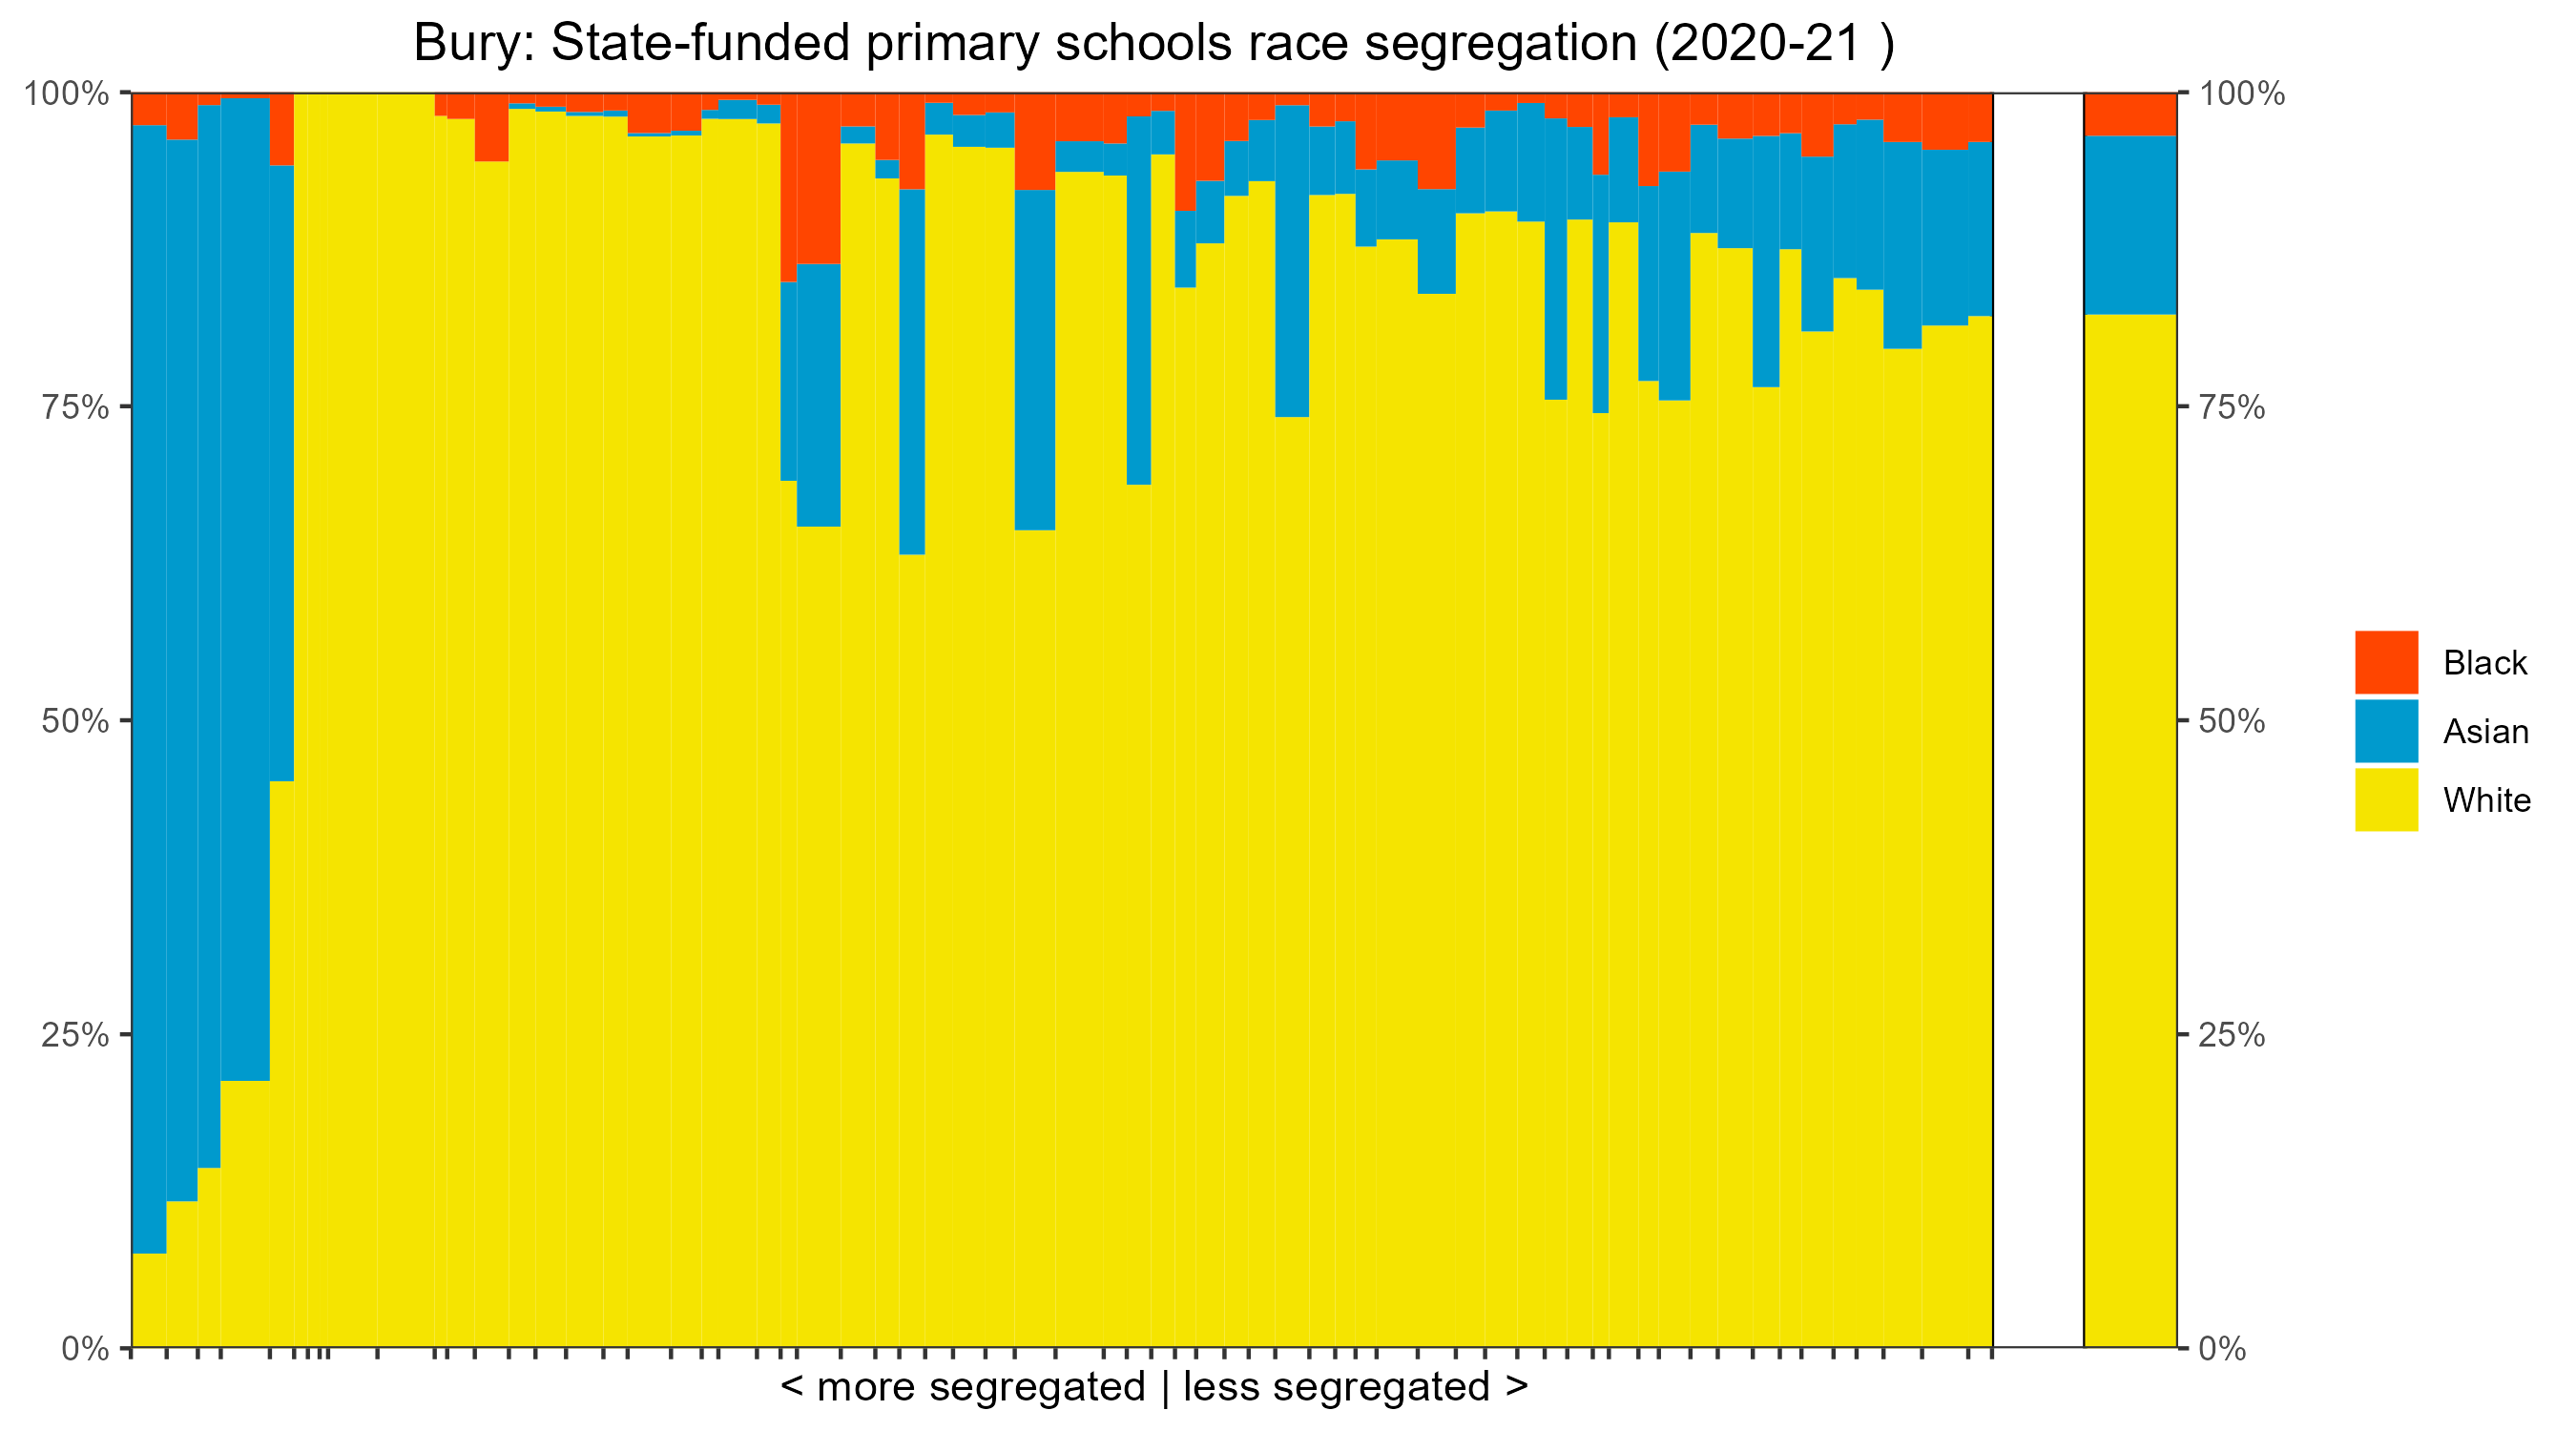 Bury: State-funded primary schools race segregation (2020-21 )
100%
75%
50%
25%
0%
100%
75%
50%
25%
0%
Black
Asian
White
< more segregated | less segregated >